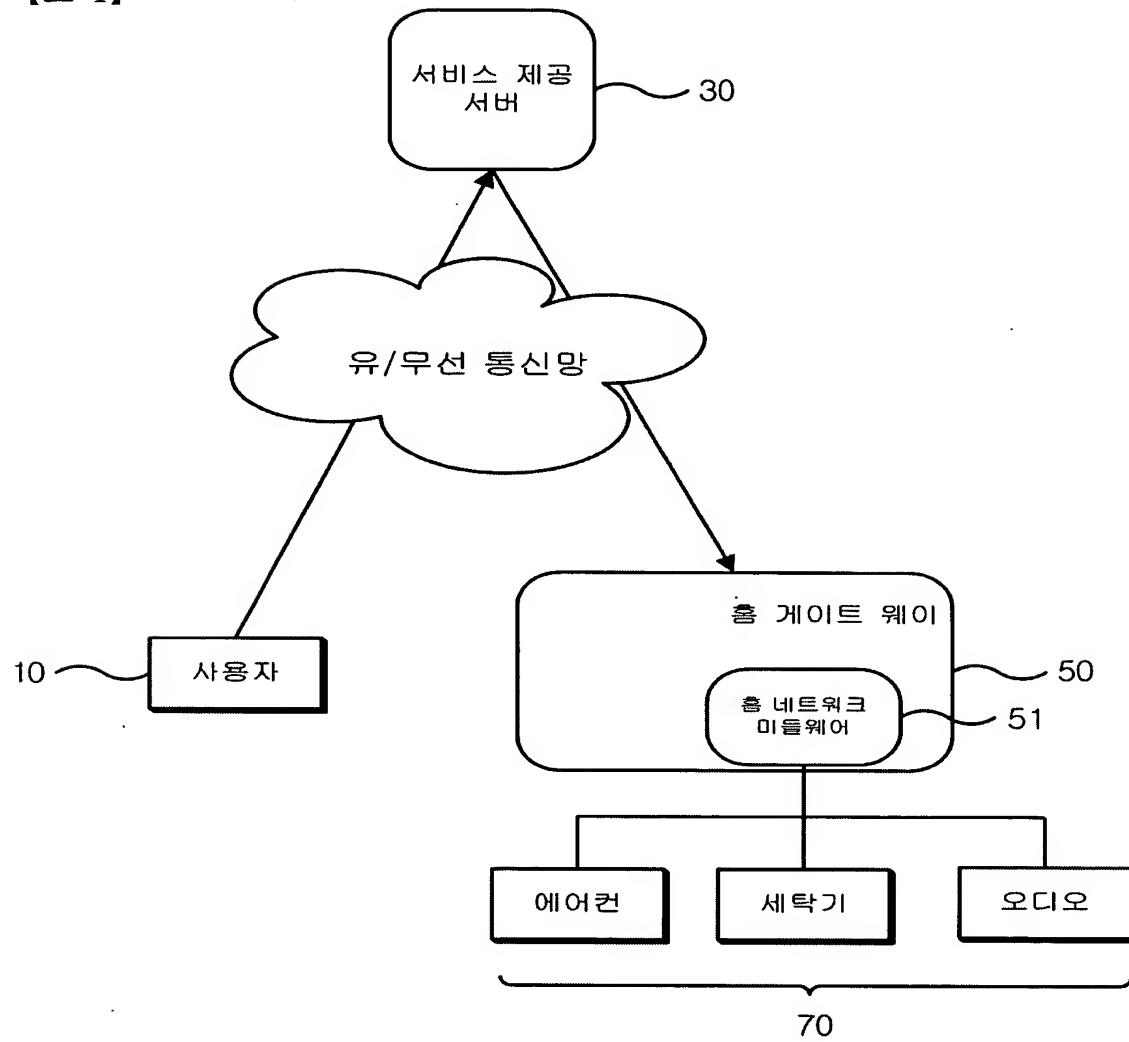 서비스 제공
서버
30
유/무선 통신망
홈 게이트 웨이
10
사용자
50
홈 네트워크
미들웨어
51
에어컨
세탁기
오디오
70